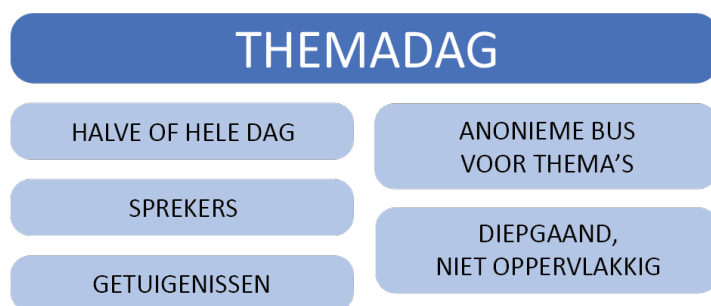 THEMADAG
HALVE OF HELE DAG
SPREKERS
GETUIGENISSEN
ANONIEME BUS
VOOR THEMA'S
DIEPGAAND,
NIET OPPERVLAKKIG